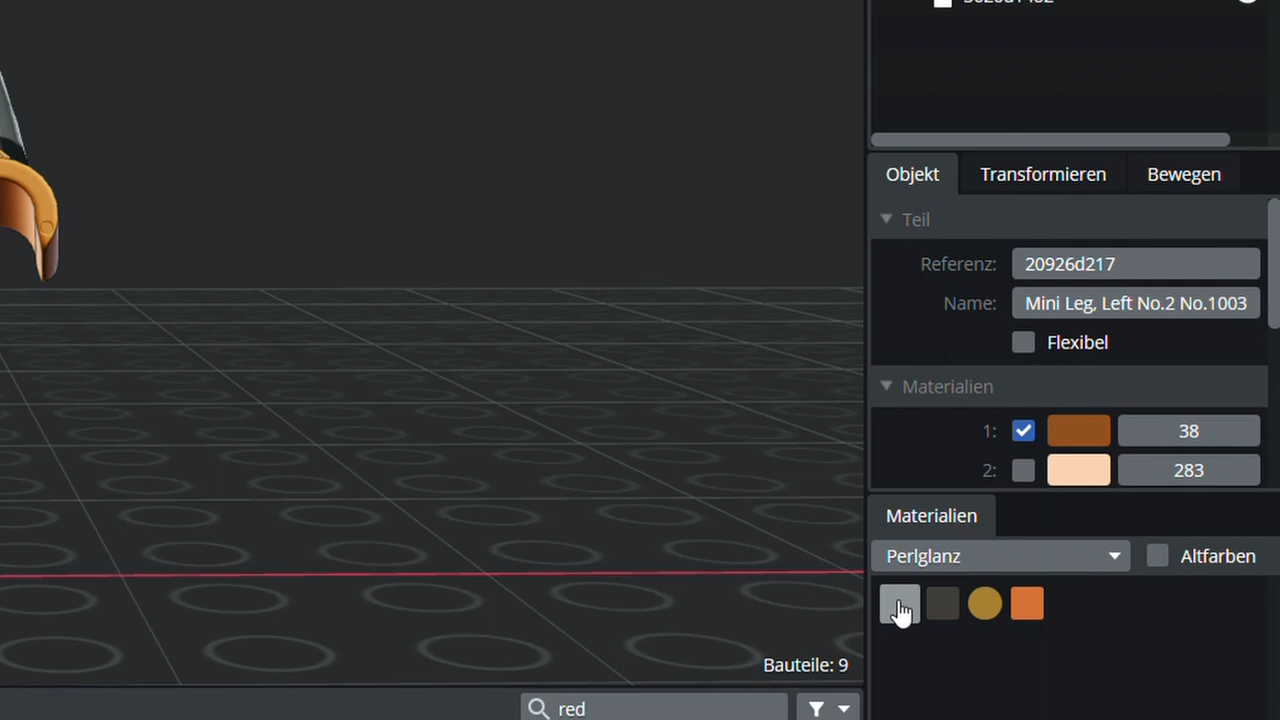 Objekt Transformieren Bewegen
Teil
Referenz: 20926d217
Name: Mini Leg, Left No.2 No.1003
Flexibel
Materialien
1: 38
2: 283
Materialien
Perlglanz Altfarben
Bauteile: 9
red